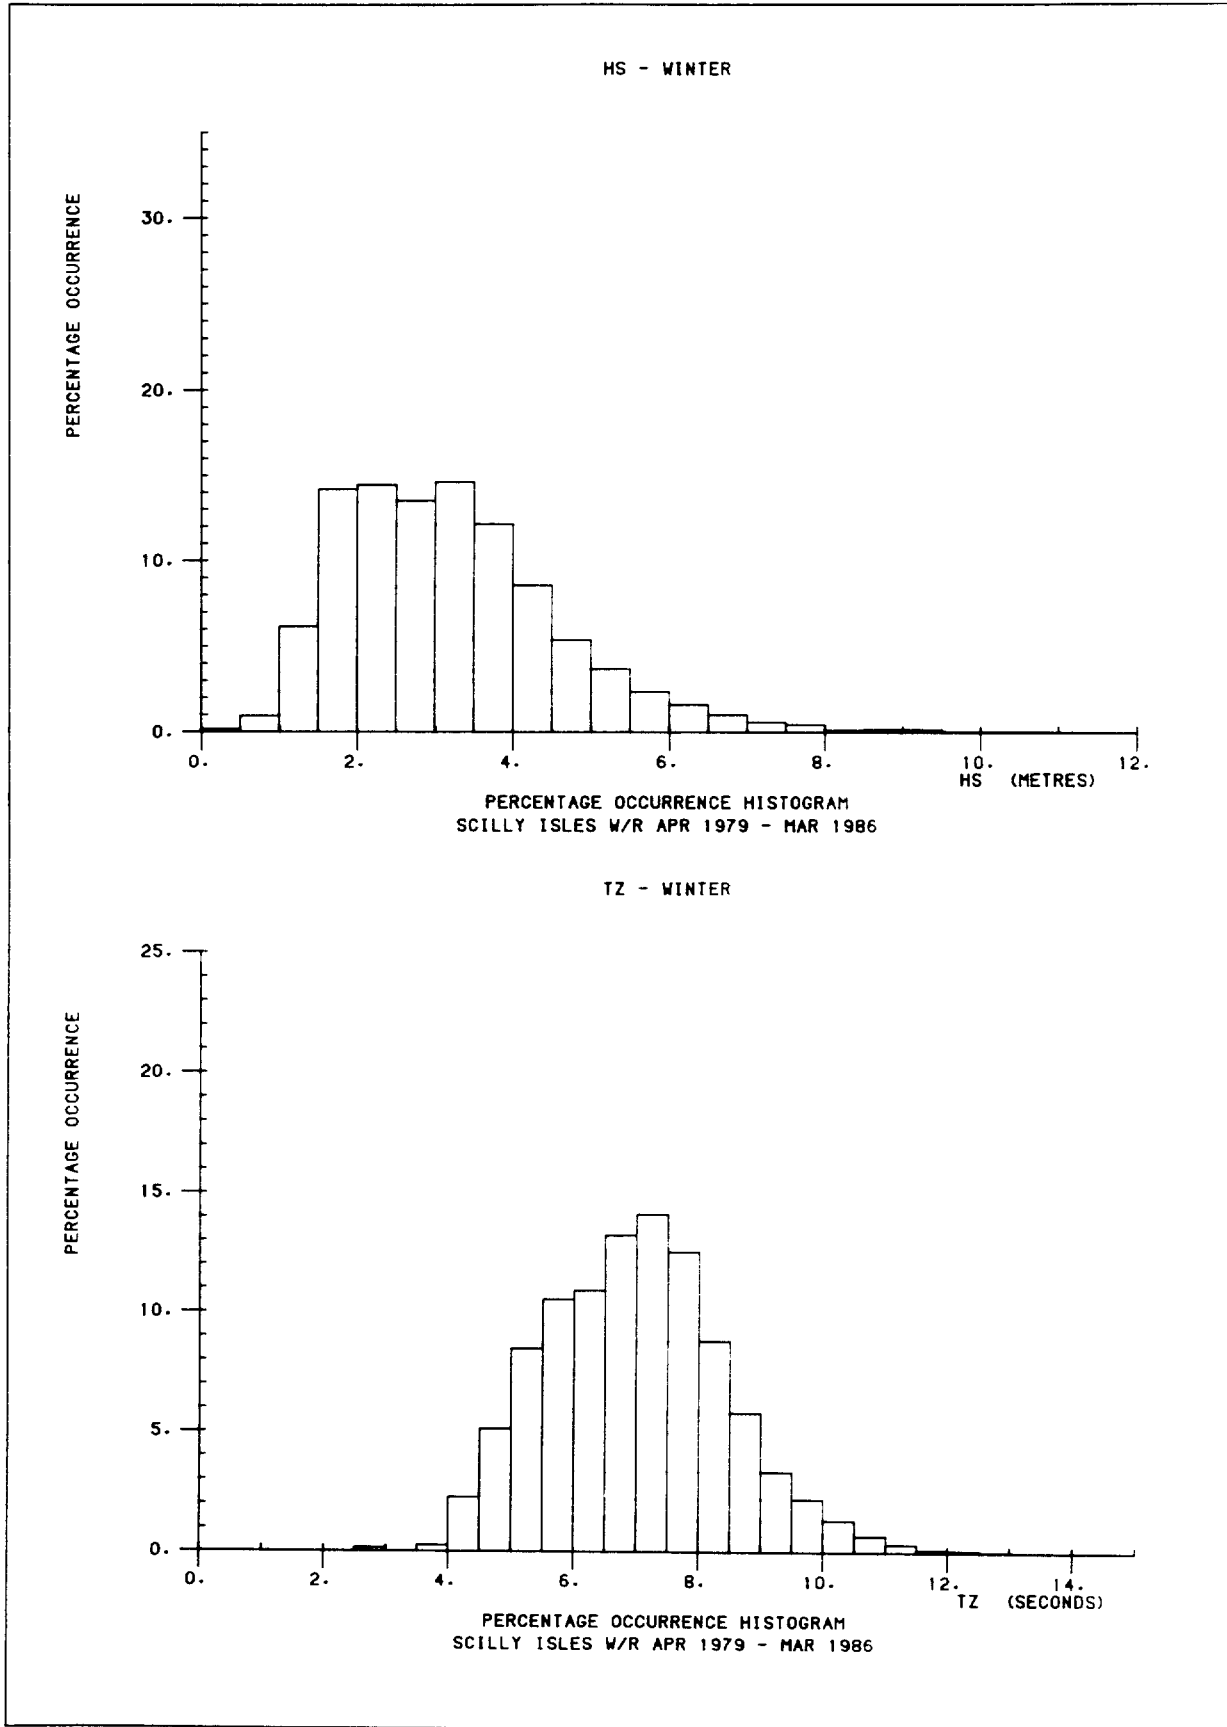 HS - WINTER
PERCENTAGE OCCURRENCE
30.
20.
10.
0.
0. 2. 4. 6. 8. 10. 12.
HS (METRES)
PERCENTAGE OCCURRENCE HISTOGRAM
SCILLY ISLES W/R APR 1979 - MAR 1986
TZ - WINTER
PERCENTAGE OCCURRENCE
25.
20.
15.
10.
5.
0.
0. 2. 4. 6. 8. 10. 12. 14.
TZ (SECONDS)
PERCENTAGE OCCURRENCE HISTOGRAM
SCILLY ISLES W/R APR 1979 - MAR 1986